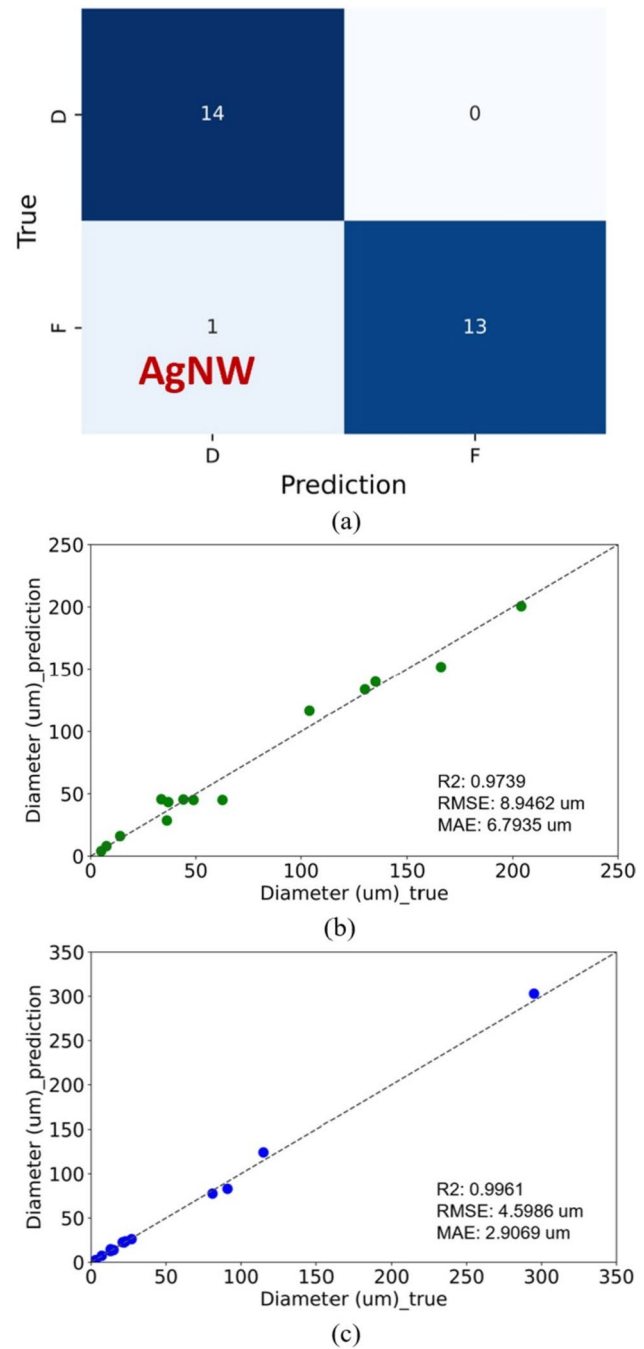 D
14
0
True
F
1
13
AgNW
D
F
Prediction
(a)
250
200
150
100
50
0
Diameter (um)_prediction
R2: 0.9739
RMSE: 8.9462 um
MAE: 6.7935 um
0
50
100
150
200
250
Diameter (um)_true
(b)
350
300
250
200
150
100
50
0
Diameter (um)_prediction
R2: 0.9961
RMSE: 4.5986 um
MAE: 2.9069 um
0
50
100
150
200
250
300
350
Diameter (um)_true
(c)